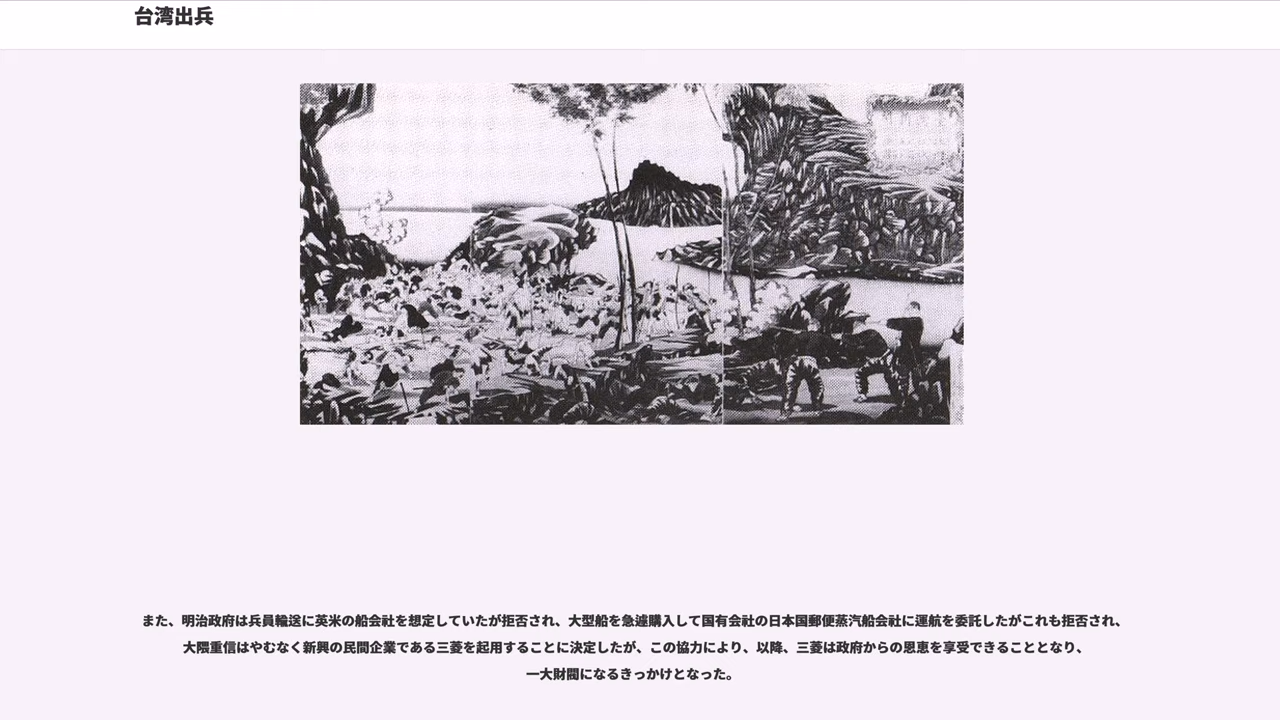 台湾出兵
また、明治政府は兵員輸送に英米の船会社を想定していたが拒否され、大型船を急遽購入して国有会社の日本国郵便蒸汽船会社に運航を委託したがこれも拒否され、
大隈重信はやむなく新興の民間企業である三菱を起用することに決定したが、この協力により、以降、三菱は政府からの恩恵を享受できることとなり、
一大財閥になるきっかけとなった。